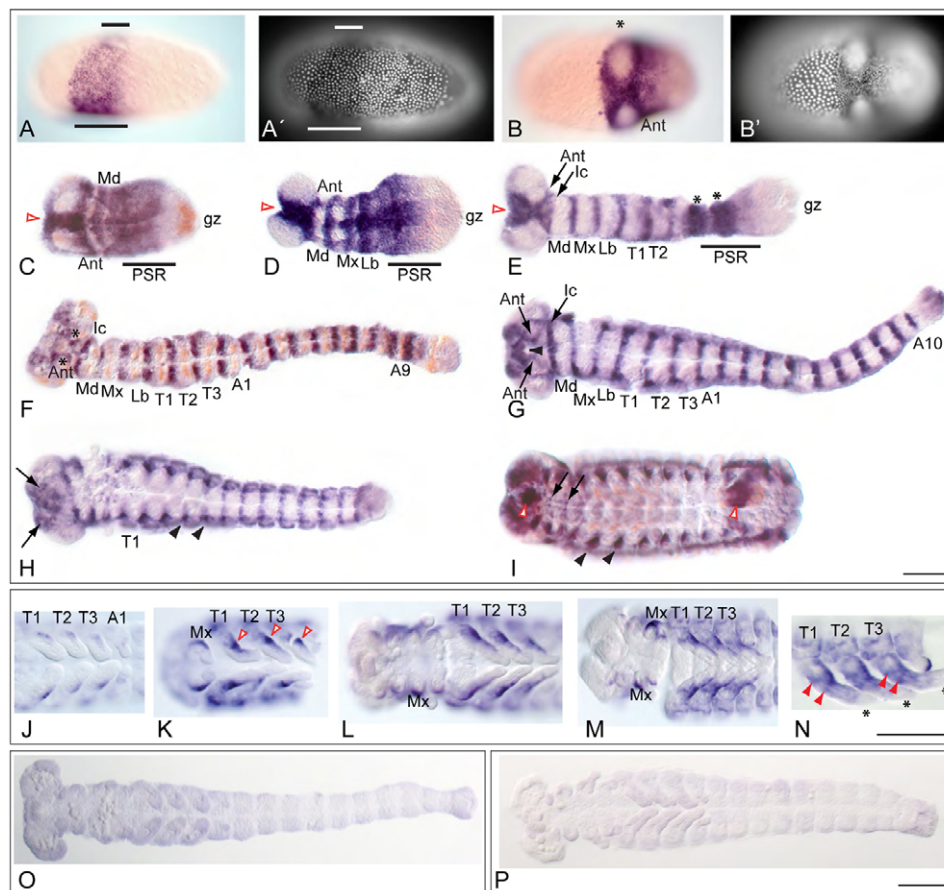 *
A
A´
B
Ant
B'
Md
gz
Ant
C
PSR
Ant
gz
Md
Mx
Lb
D
PSR
Ant
Ic
*
*
gz
Md
Mx
Lb
T1
T2
E
PSR
Ic
*
*
Ant
Md
Mx
Lb
T1
T2
T3
A1
A9
F
Ant
Ic
Ant
Md
Mx
Lb
T1
T2
T3
A1
A10
G
T1
H
I
T1 T2 T3 A1
J
Mx
T1 T2 T3
K
T1 T2 T3
Mx
L
Mx T1 T2 T3
Mx
M
T1 T2 T3
* * *
N
O
P